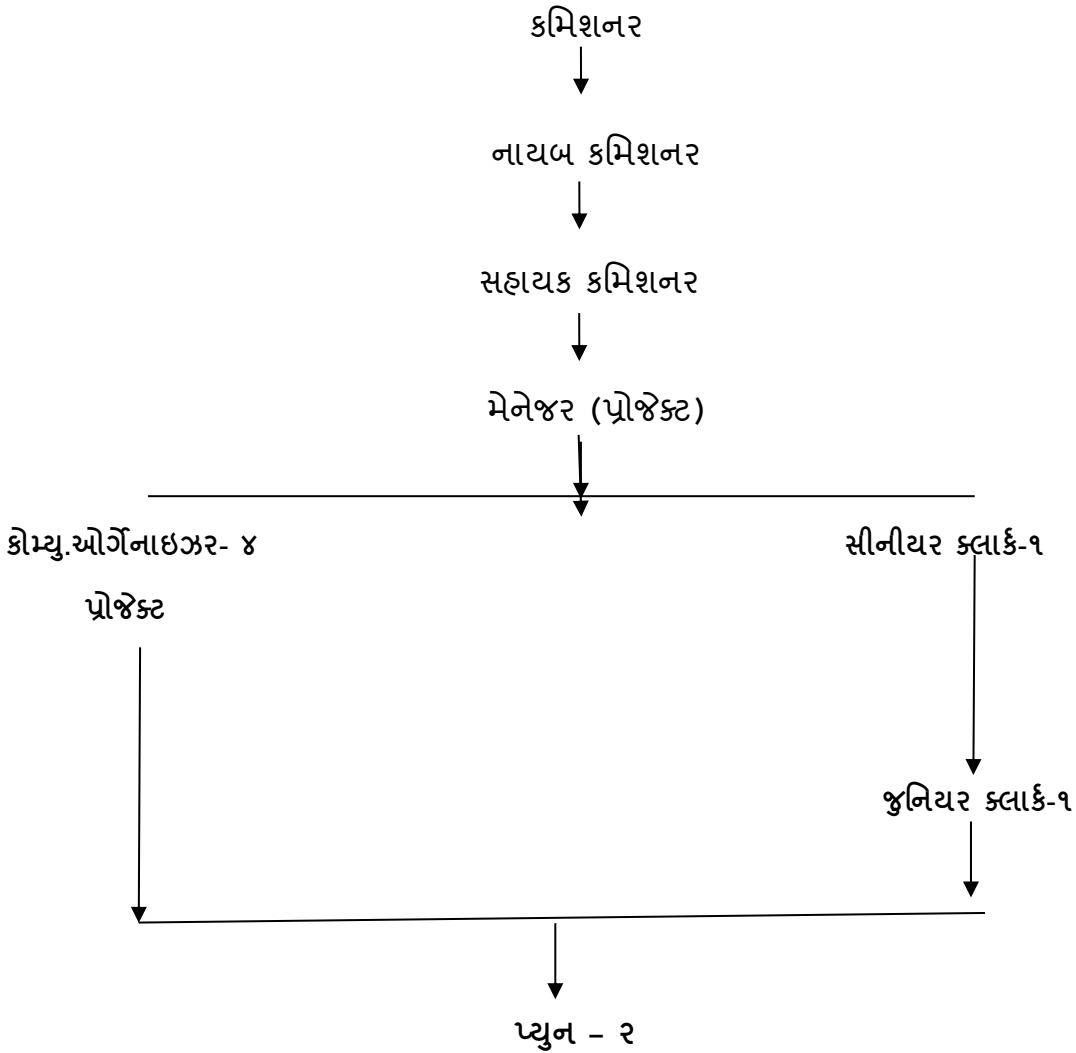 કમિશનર
નાયબ કમિશનર
સહાયક કમિશનર
મેનેજર (પ્રોજેક્ટ)
કોમ્યુ.ઓર્ગેનાઇઝર- ૪
સીનીયર ક્લાર્ક-૧
પ્રોજેક્ટ
જુનિયર ક્લાર્ક-૧
પ્યુન – ૨